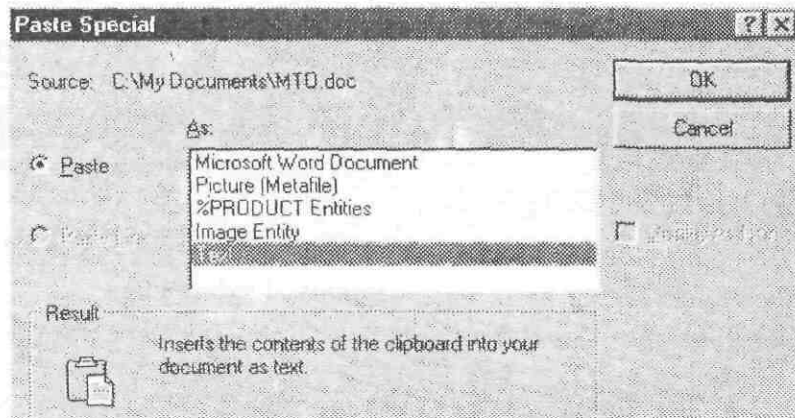 Paste Special
Source: C:\My Documents\MTO.doc
OK
As:
Cancel
Paste
Microsoft Word Document
Picture (Metafile)
%PRODUCT Entities
Image Entity
Text
Result
Inserts the contents of the clipboard into your
document as text.